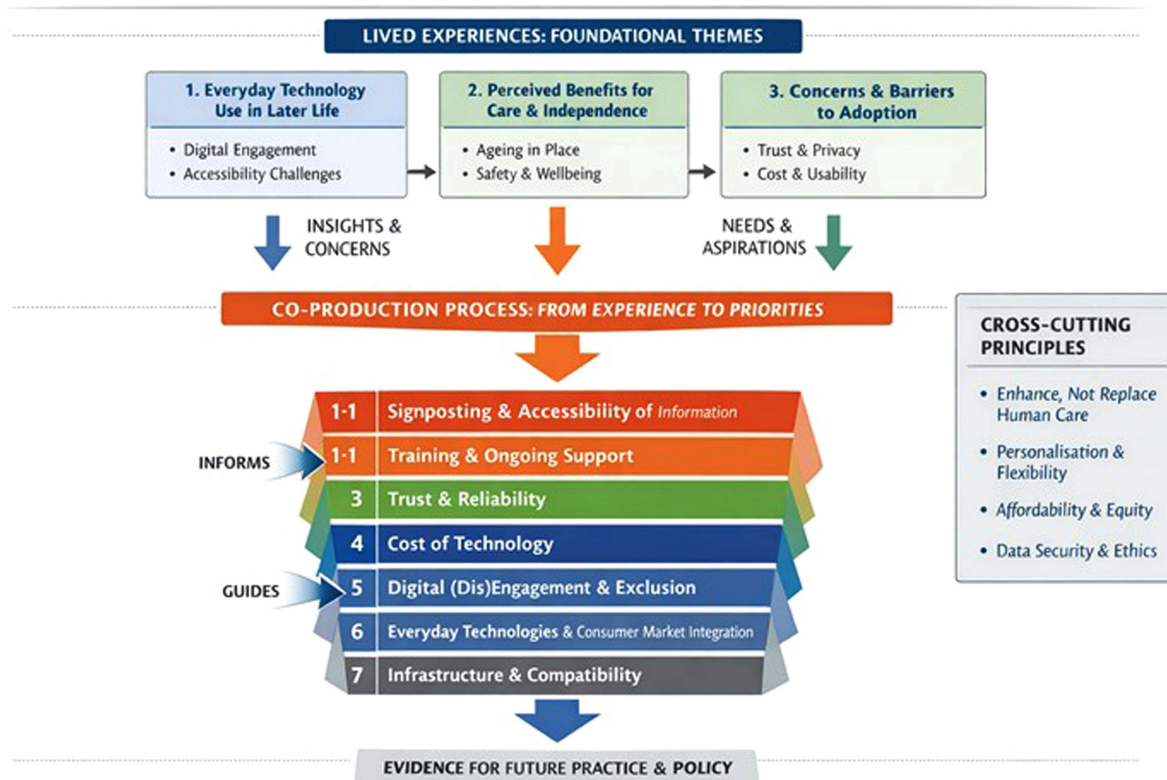 LIVED EXPERIENCES: FOUNDATIONAL THEMES
1. Everyday Technology
Use in Later Life
• Digital Engagement
• Accessibility Challenges
2. Perceived Benefits for
Care & Independence
• Ageing in Place
• Safety & Wellbeing
3. Concerns & Barriers
to Adoption
• Trust & Privacy
• Cost & Usability
INSIGHTS &
CONCERNS
NEEDS &
ASPIRATIONS
CO-PRODUCTION PROCESS: FROM EXPERIENCE TO PRIORITIES
1-1 Signposting & Accessibility of Information
1-1 Training & Ongoing Support
3 Trust & Reliability
4 Cost of Technology
5 Digital (Dis)Engagement & Exclusion
6 Everyday Technologies & Consumer Market Integration
7 Infrastructure & Compatibility
INFORMS
GUIDES
CROSS-CUTTING
PRINCIPLES
• Enhance, Not Replace
Human Care
• Personalisation &
Flexibility
• Affordability & Equity
• Data Security & Ethics
EVIDENCE FOR FUTURE PRACTICE & POLICY